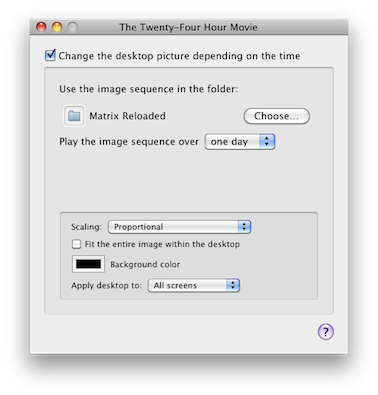 The Twenty-Four Hour Movie
Change the desktop picture depending on the time
Use the image sequence in the folder:
Matrix Reloaded Choose...
Play the image sequence over one day
Scaling: Proportional
Fit the entire image within the desktop
Background color
Apply desktop to: All screens
?